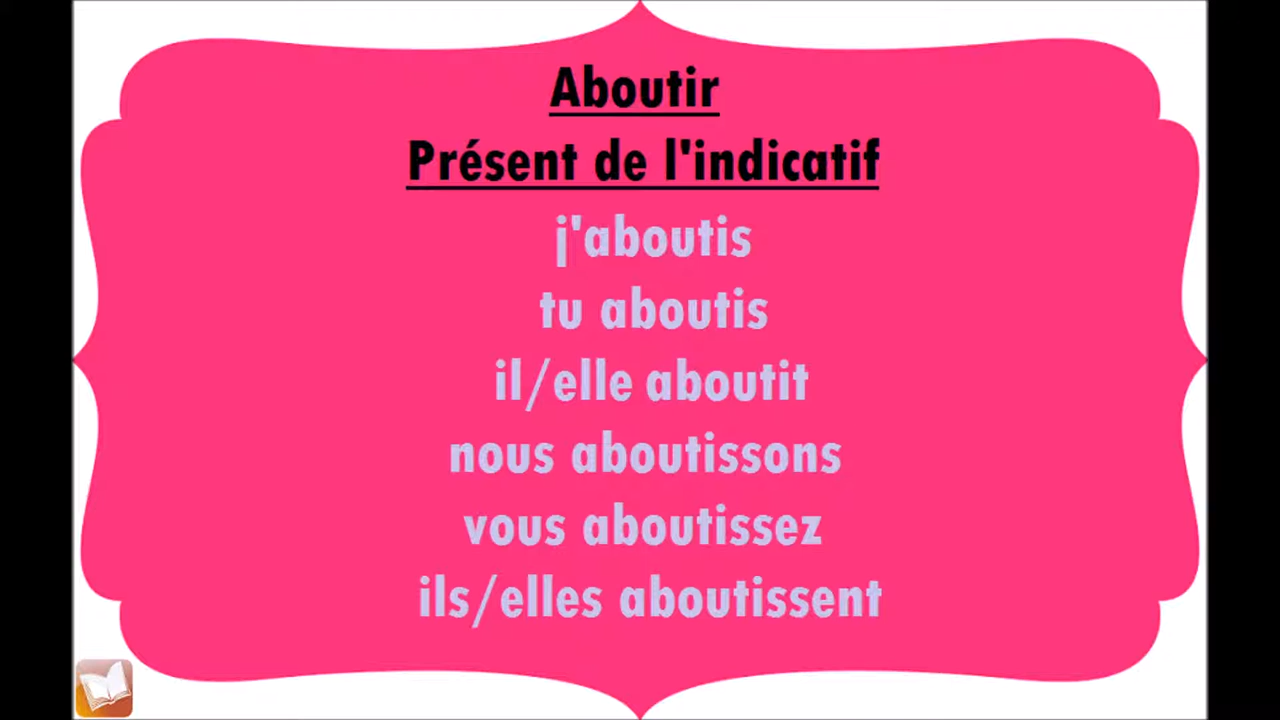 Aboutir
Présent de l'indicatif
j'aboutis
tu aboutis
il/elle aboutit
nous aboutissons
vous aboutissez
ils/elles aboutissent